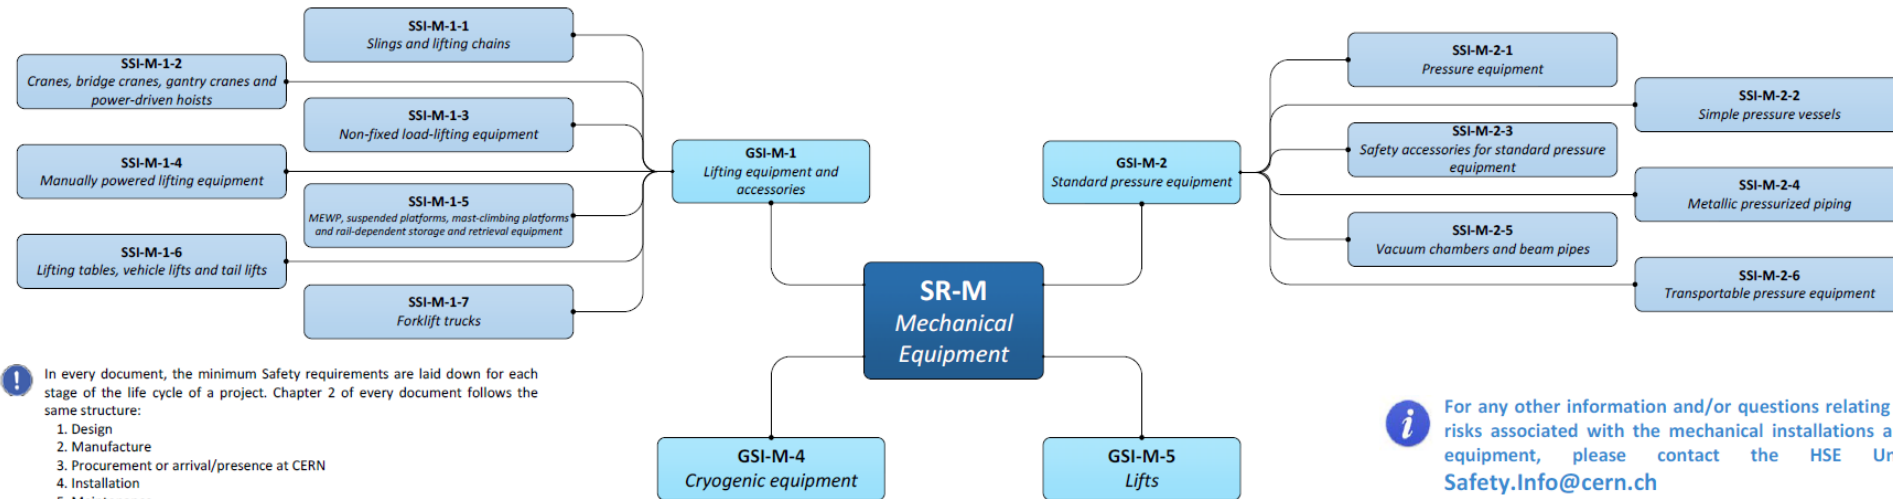 SSI-M-1-1
Slings and lifting chains
SSI-M-1-2
Cranes, bridge cranes, gantry cranes and
power-driven hoists
SSI-M-1-3
Non-fixed load-lifting equipment
SSI-M-1-4
Manually powered lifting equipment
SSI-M-1-5
MEWP, suspended platforms, mast-climbing platforms
and rail-dependent storage and retrieval equipment
SSI-M-1-6
Lifting tables, vehicle lifts and tail lifts
SSI-M-1-7
Forklift trucks
GSI-M-1
Lifting equipment and
accessories
GSI-M-2
Standard pressure equipment
SSI-M-2-1
Pressure equipment
SSI-M-2-2
Simple pressure vessels
SSI-M-2-3
Safety accessories for standard pressure
equipment
SSI-M-2-4
Metallic pressurized piping
SSI-M-2-5
Vacuum chambers and beam pipes
SSI-M-2-6
Transportable pressure equipment
SR-M
Mechanical
Equipment
GSI-M-4
Cryogenic equipment
GSI-M-5
Lifts
In every document, the minimum Safety requirements are laid down for each
stage of the life cycle of a project. Chapter 2 of every document follows the
same structure:
1. Design
2. Manufacture
3. Procurement or arrival/presence at CERN
4. Installation
For any other information and/or questions relating
risks associated with the mechanical installations a
equipment, please contact the HSE Un
Safety.Info@cern.ch